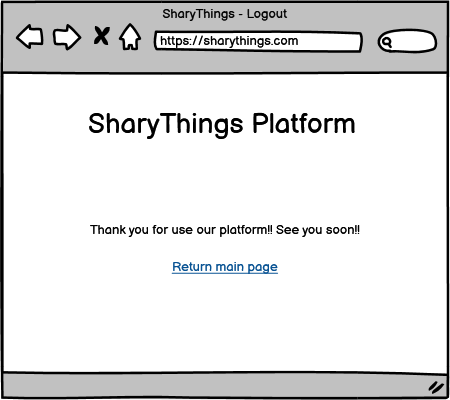 SharyThings - Logout
https://sharythings.com
SharyThings Platform
Thank you for use our platform!! See you soon!!
Return main page